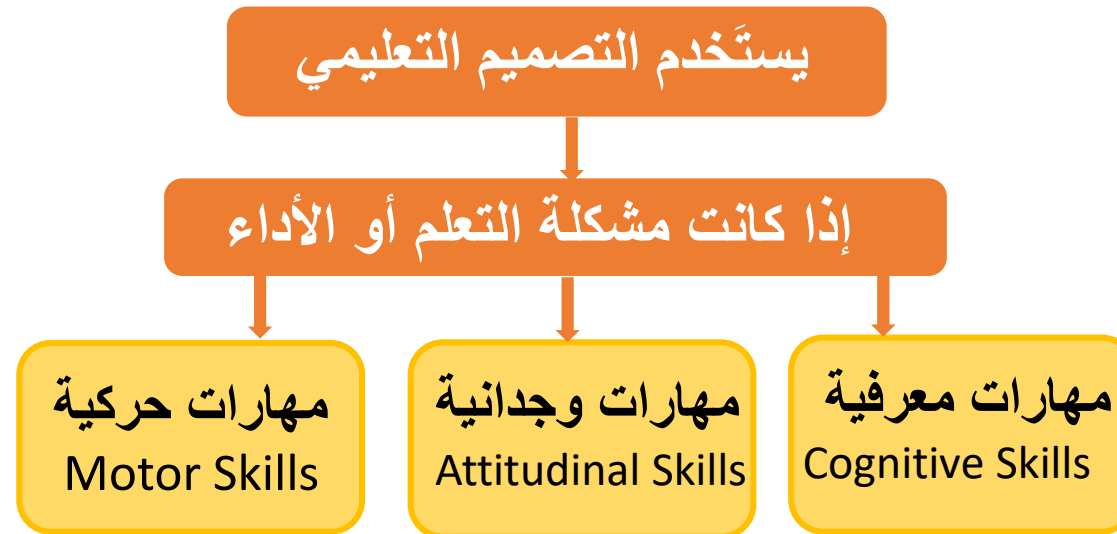 يستَخدم التصميم التعليمي
إذا كانت مشكلة التعلم أو الأداء
مهارات معرفية
Cognitive Skills
مهارات وجدانية
Attitudinal Skills
مهارات حركية
Motor Skills